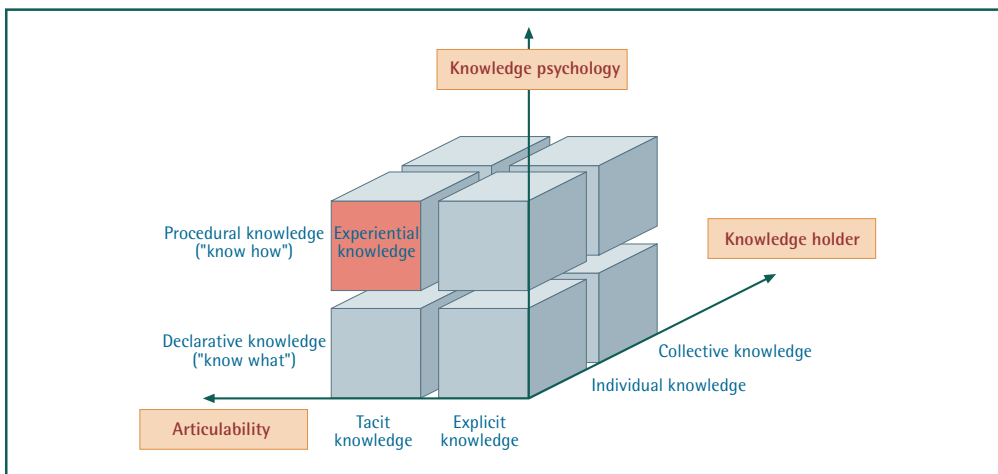 Knowledge psychology
Procedural knowledge
("know how")
Experiential
knowledge
Knowledge holder
Declarative knowledge
("know what")
Collective knowledge
Individual knowledge
Articulability
Tacit
knowledge
Explicit
knowledge